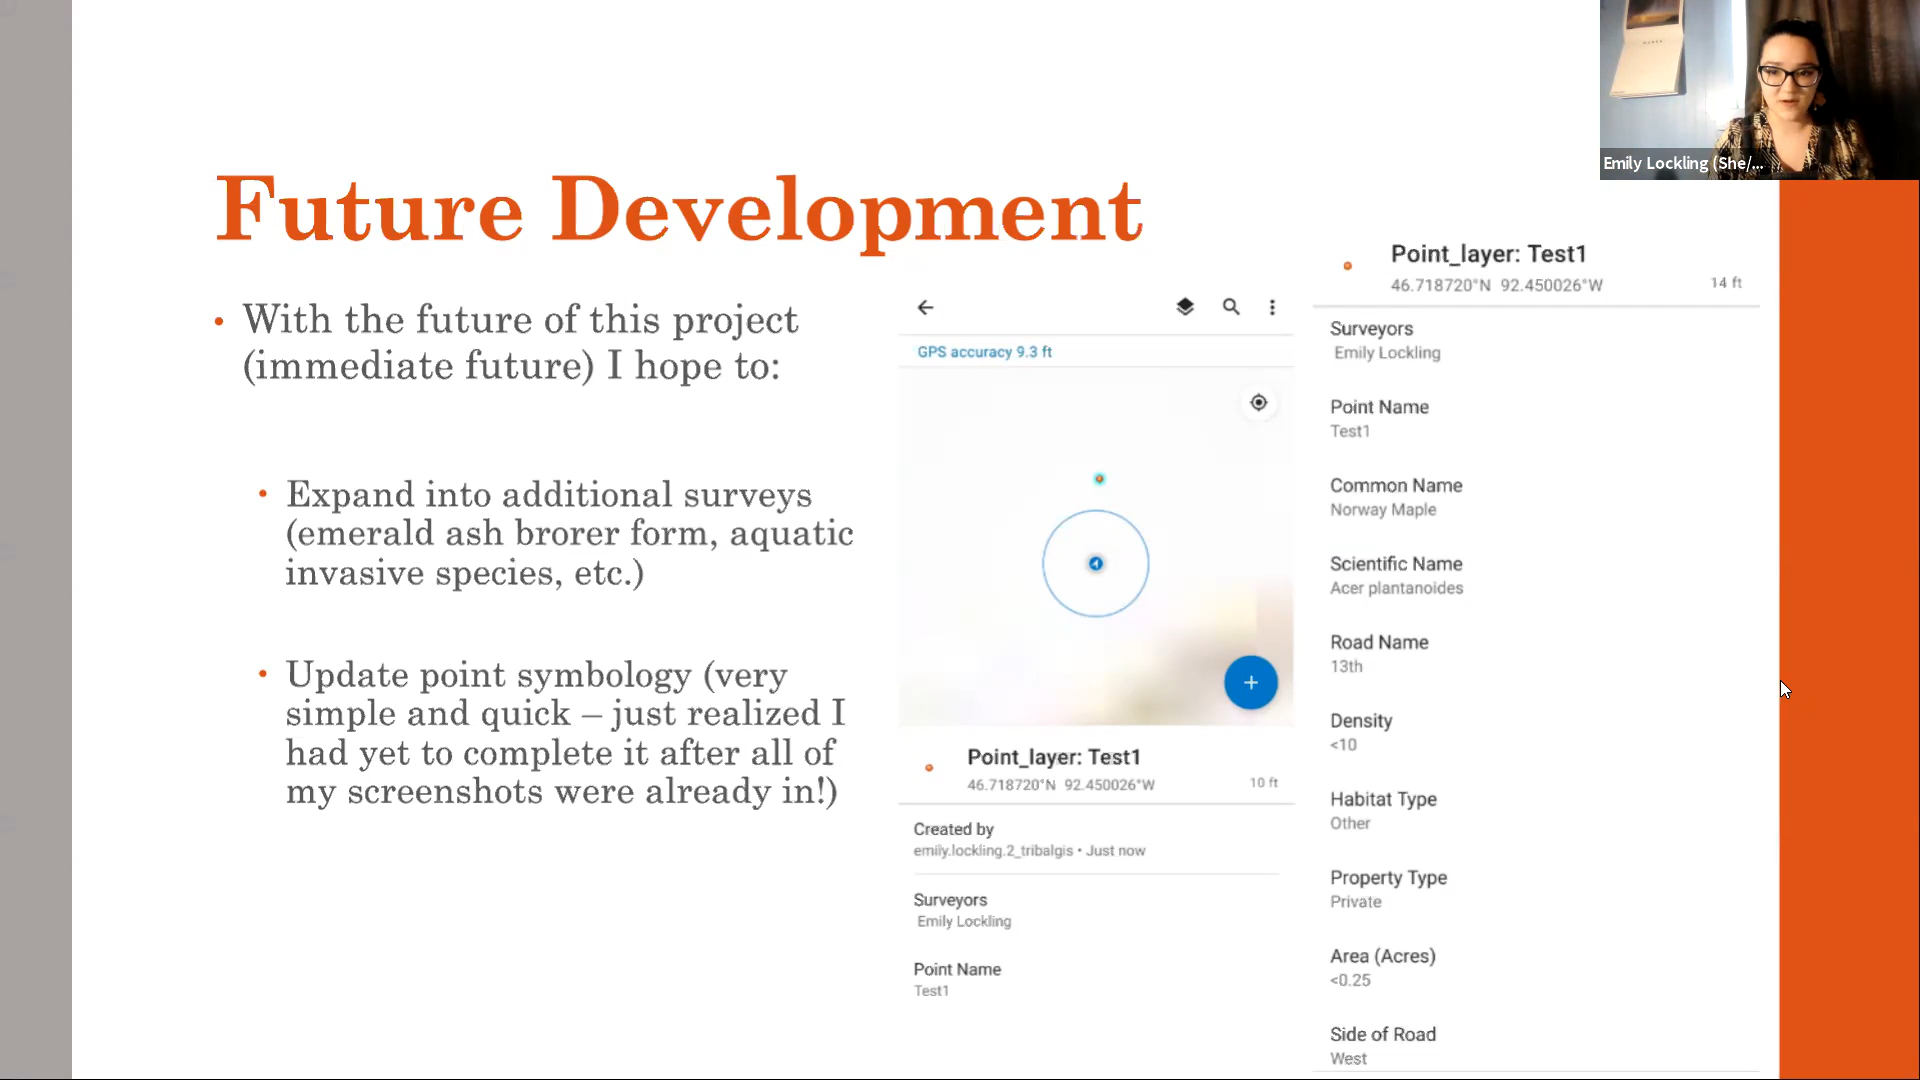 Emily Lockling (She/...
Future Development
• With the future of this project
(immediate future) I hope to:
• Expand into additional surveys
(emerald ash brorer form, aquatic
invasive species, etc.)
• Update point symbology (very
simple and quick – just realized I
had yet to complete it after all of
my screenshots were already in!)
GPS accuracy 9.3 ft
Point_layer: Test1
46.718720°N 92.450026°W
10 ft
Created by
emily.lockling.2_tribalgis • Just now
Surveyors
Emily Lockling
Point Name
Test1
Point_layer: Test1
46.718720°N 92.450026°W
14 ft
Surveyors
Emily Lockling
Point Name
Test1
Common Name
Norway Maple
Scientific Name
Acer plantanoides
Road Name
13th
Density
<10
Habitat Type
Other
Property Type
Private
Area (Acres)
<0.25
Side of Road
West